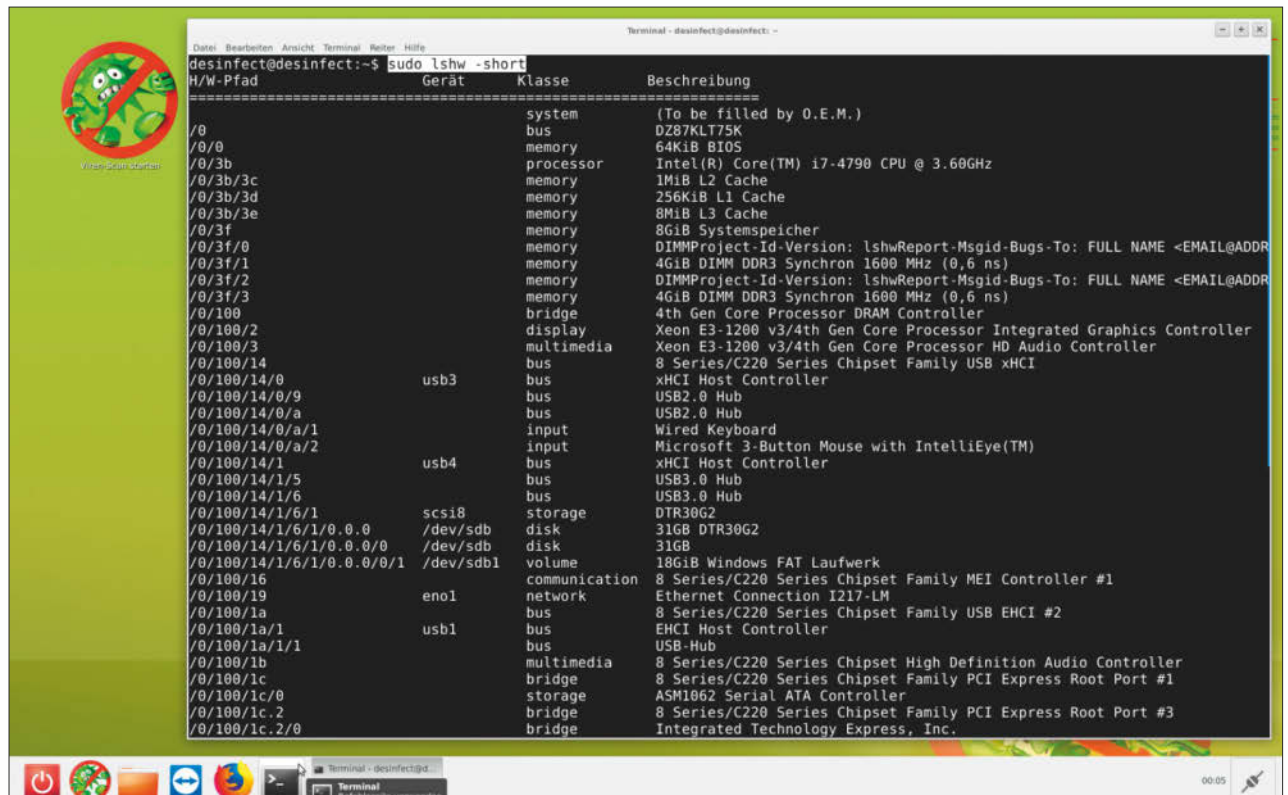 Terminal - desinfect@desinfect: ~
Datei Bearbeiten Ansicht Terminal Reiter Hilfe
desinfect@desinfect:~$ sudo lshw -short
H/W-Pfad Gerät Klasse Beschreibung
================================================================
system (To be filled by O.E.M.)
/0 bus DZ87KLT75K
/0/0 memory 64KiB BIOS
/0/3b processor Intel(R) Core(TM) i7-4790 CPU @ 3.60GHz
/0/3b/3c memory 1MiB L2 Cache
/0/3b/3d memory 256KiB L1 Cache
/0/3b/3e memory 8MiB L3 Cache
/0/3f memory 8GiB Systemspeicher
/0/3f/0 memory DIMMProject-Id-Version: lshwReport-Msgid-Bugs-To: FULL NAME <EMAIL@ADDR
/0/3f/1 memory 4GiB DIMM DDR3 Synchron 1600 MHz (0,6 ns)
/0/3f/2 memory DIMMProject-Id-Version: lshwReport-Msgid-Bugs-To: FULL NAME <EMAIL@ADDR
/0/3f/3 memory 4GiB DIMM DDR3 Synchron 1600 MHz (0,6 ns)
/0/100 bridge 4th Gen Core Processor DRAM Controller
/0/100/2 display Xeon E3-1200 v3/4th Gen Core Processor Integrated Graphics Controller
/0/100/3 multimedia Xeon E3-1200 v3/4th Gen Core Processor HD Audio Controller
/0/100/14 bus 8 Series/C220 Series Chipset Family USB xHCI
/0/100/14/0 usb3 bus xHCI Host Controller
/0/100/14/0/9 bus USB2.0 Hub
/0/100/14/0/a bus USB2.0 Hub
/0/100/14/0/a/1 input Wired Keyboard
/0/100/14/0/a/2 input Microsoft 3-Button Mouse with IntelliEye(TM)
/0/100/14/1 usb4 bus xHCI Host Controller
/0/100/14/1/5 bus USB3.0 Hub
/0/100/14/1/6 bus USB3.0 Hub
/0/100/14/1/6/1 scsi8 storage DTR30G2
/0/100/14/1/6/1/0.0.0 /dev/sdb disk 31GB DTR30G2
/0/100/14/1/6/1/0.0.0/0 /dev/sdb disk 31GB
/0/100/14/1/6/1/0.0.0/0/1 /dev/sdb1 volume 18GiB Windows FAT Laufwerk
/0/100/16 communication 8 Series/C220 Series Chipset Family MEI Controller #1
/0/100/19 eno1 network Ethernet Connection I217-LM
/0/100/1a bus 8 Series/C220 Series Chipset Family USB EHCI #2
/0/100/1a/1 usb1 bus EHCI Host Controller
/0/100/1a/1/1 bus USB-Hub
/0/100/1b multimedia 8 Series/C220 Series Chipset High Definition Audio Controller
/0/100/1c bridge 8 Series/C220 Series Chipset Family PCI Express Root Port #1
/0/100/1c/0 storage ASM1062 Serial ATA Controller
/0/100/1c.2 bridge 8 Series/C220 Series Chipset Family PCI Express Root Port #3
/0/100/1c.2/0 bridge Integrated Technology Express, Inc.
Viren-Scan starten
Terminal - desinfect@d...
Terminal
00:05